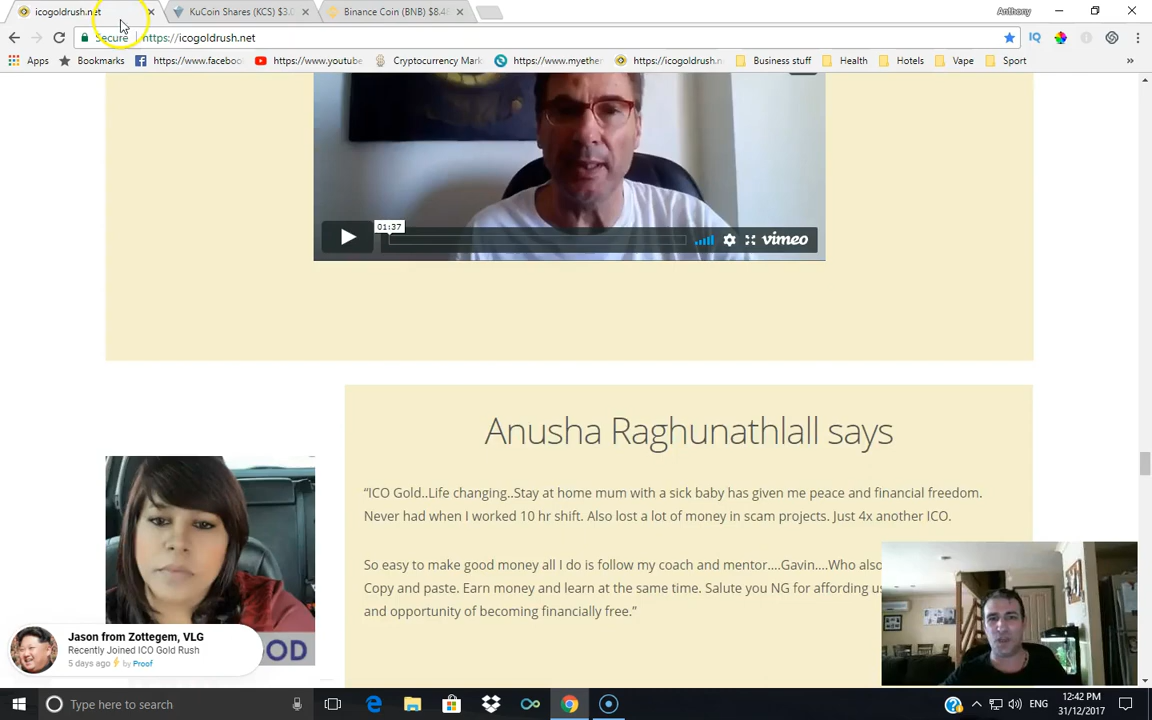 icogoldrush.net
KuCoin Shares (KCS) $3.0
Binance Coin (BNB) $8.4
Anthony
Secure
https://icogoldrush.net
Apps
Bookmarks
https://www.faceboo
https://www.youtube
Cryptocurrency Mark
https://www.myether
https://icogoldrush.n
Business stuff
Health
Hotels
Vape
Sport
01:37
vimeo
Anusha Raghunathlall says
“ICO Gold..Life changing..Stay at home mum with a sick baby has given me peace and financial freedom.
Never had when I worked 10 hr shift. Also lost a lot of money in scam projects. Just 4x another ICO.
So easy to make good money all I do is follow my coach and mentor....Gavin....Who also
Copy and paste. Earn money and learn at the same time. Salute you NG for affording us
and opportunity of becoming financially free.”
OD
Jason from Zottegem, VLG
Recently Joined ICO Gold Rush
5 days ago by Proof
Type here to search
ENG
12:42 PM
31/12/2017